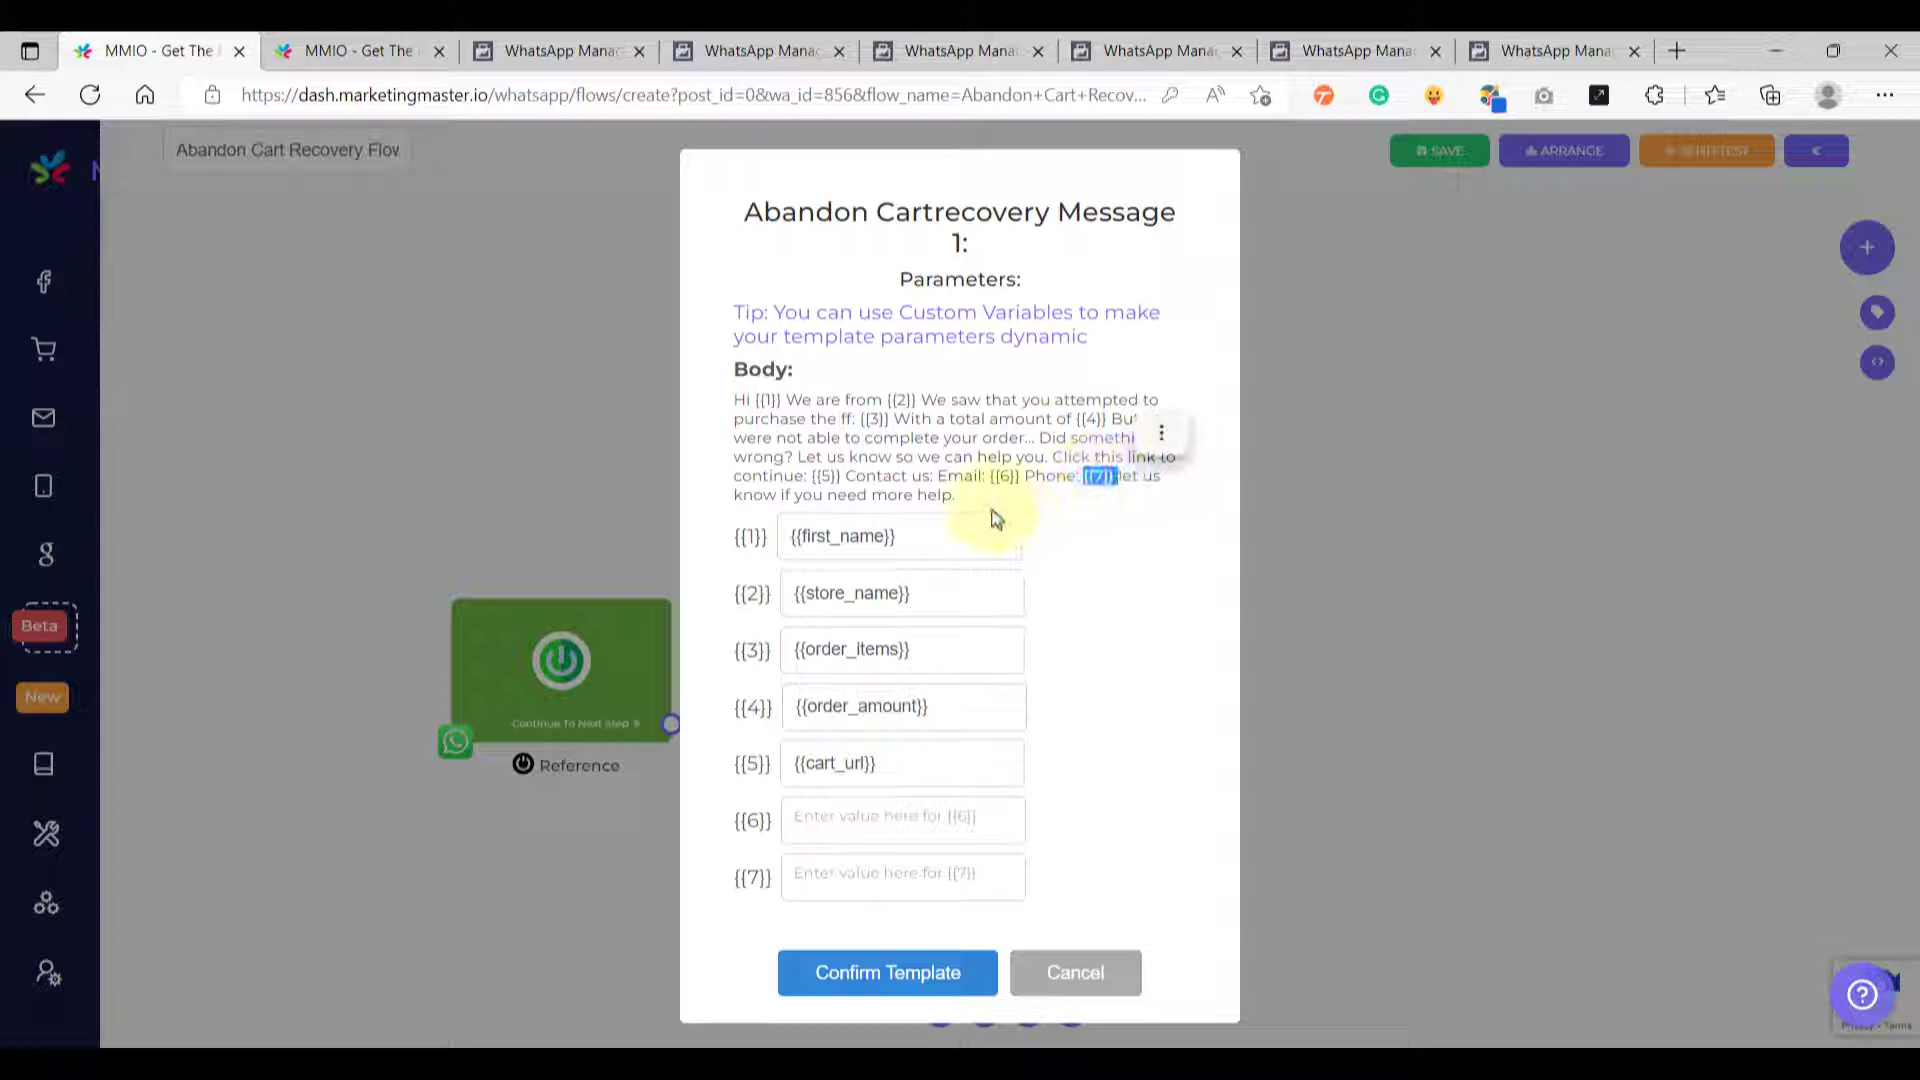 MMIO - Get The
MMIO - Get The
WhatsApp Mana
WhatsApp Mana
WhatsApp Mana
WhatsApp Mana
WhatsApp Mana
WhatsApp Mana
https://dash.marketingmaster.io/whatsapp/flows/create?post_id=0&wa_id=856&flow_name=Abandon+Cart+Recov...
Abandon Cart Recovery Flow
SAVE
ARRANGE
Abandon Cartrecovery Message
1:
Parameters:
Tip: You can use Custom Variables to make
your template parameters dynamic
Body:
Hi {{1}} We are from {{2}} We saw that you attempted to
purchase the ff: {{3}} With a total amount of {{4}} But
were not able to complete your order... Did somethi
wrong? Let us know so we can help you. Click this link to
continue: {{5}} Contact us: Email: {{6}} Phone: {{7}} let us
know if you need more help.
{{1}} {{first_name}}
{{2}} {{store_name}}
{{3}} {{order_items}}
{{4}} {{order_amount}}
{{5}} {{cart_url}}
{{6}} Enter value here for {{6}}
{{7}} Enter value here for {{7}}
Confirm Template
Cancel
Continue To Next Step
Reference
Beta
New
Privacy - Terms